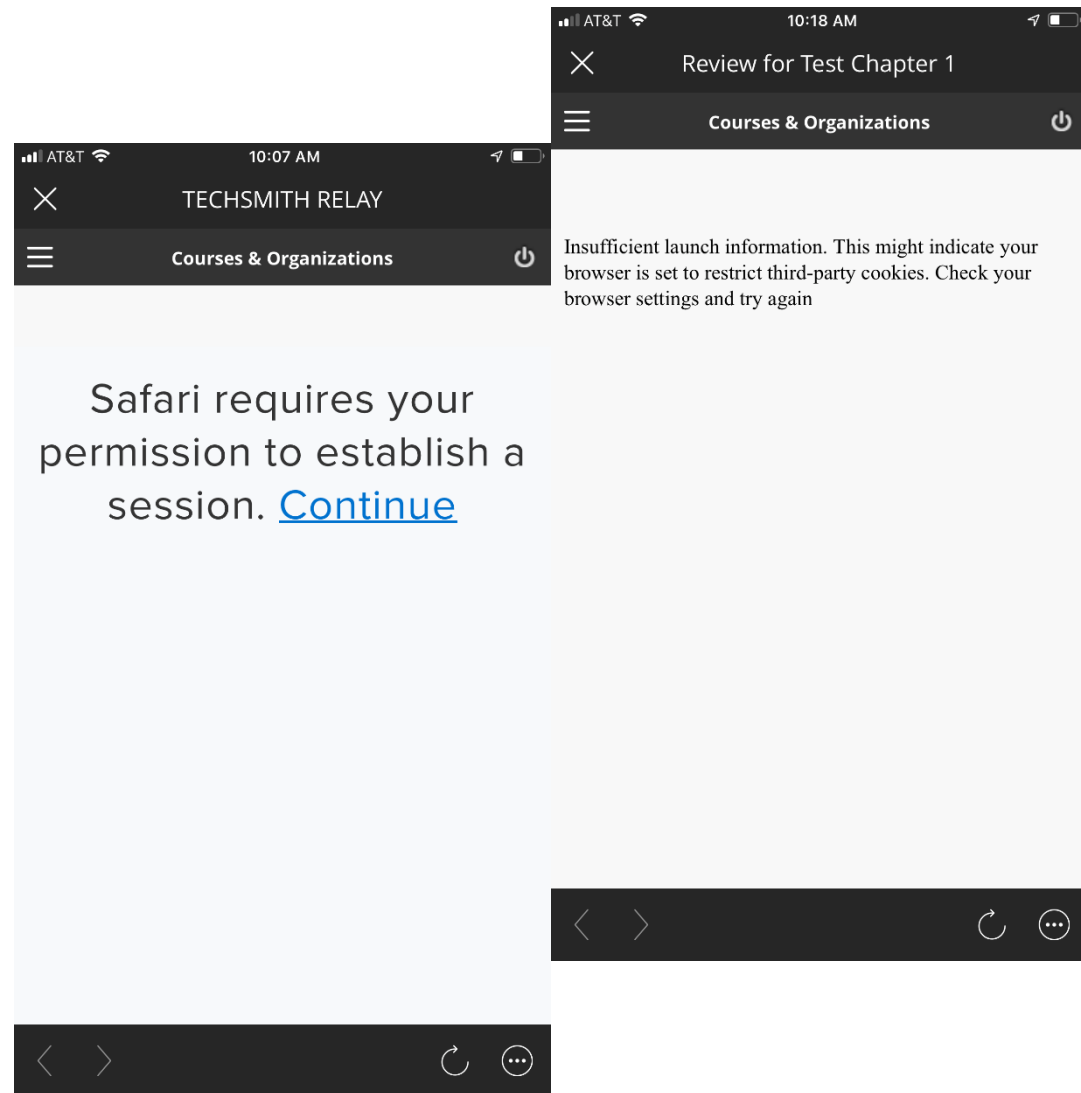 AT&T 10:07 AM
TECHSMITH RELAY
Courses & Organizations
Safari requires your
permission to establish a
session. Continue
AT&T 10:18 AM
Review for Test Chapter 1
Courses & Organizations
Insufficient launch information. This might indicate your
browser is set to restrict third-party cookies. Check your
browser settings and try again